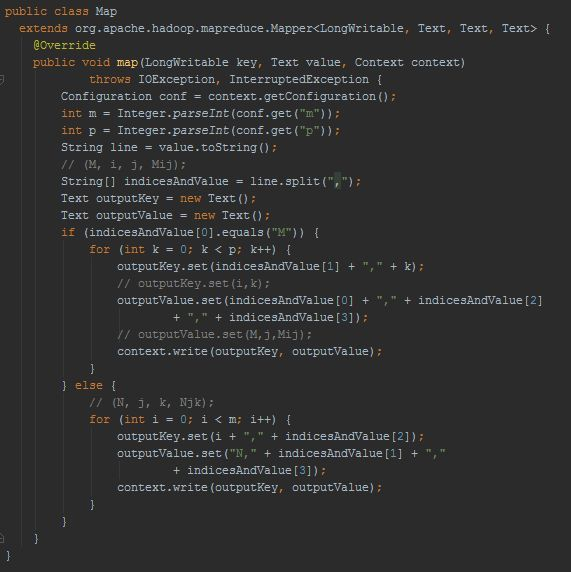 public class Map
  extends org.apache.hadoop.mapreduce.Mapper<LongWritable, Text, Text, Text> {
    @Override
    public void map(LongWritable key, Text value, Context context)
            throws IOException, InterruptedException {
        Configuration conf = context.getConfiguration();
        int m = Integer.parseInt(conf.get("m"));
        int p = Integer.parseInt(conf.get("p"));
        String line = value.toString();
        // (M, i, j, Mij);
        String[] indicesAndValue = line.split(",");
        Text outputKey = new Text();
        Text outputValue = new Text();
        if (indicesAndValue[0].equals("M")) {
            for (int k = 0; k < p; k++) {
                outputKey.set(indicesAndValue[1] + "," + k);
                // outputKey.set(i,k);
                outputValue.set(indicesAndValue[0] + "," + indicesAndValue[2]
                        + "," + indicesAndValue[3]);
                // outputValue.set(M,j,Mij);
                context.write(outputKey, outputValue);
            }
        } else {
            // (N, j, k, Njk);
            for (int i = 0; i < m; i++) {
                outputKey.set(i + "," + indicesAndValue[2]);
                outputValue.set("N," + indicesAndValue[1] + ","
                        + indicesAndValue[3]);
                context.write(outputKey, outputValue);
            }
        }
    }
}